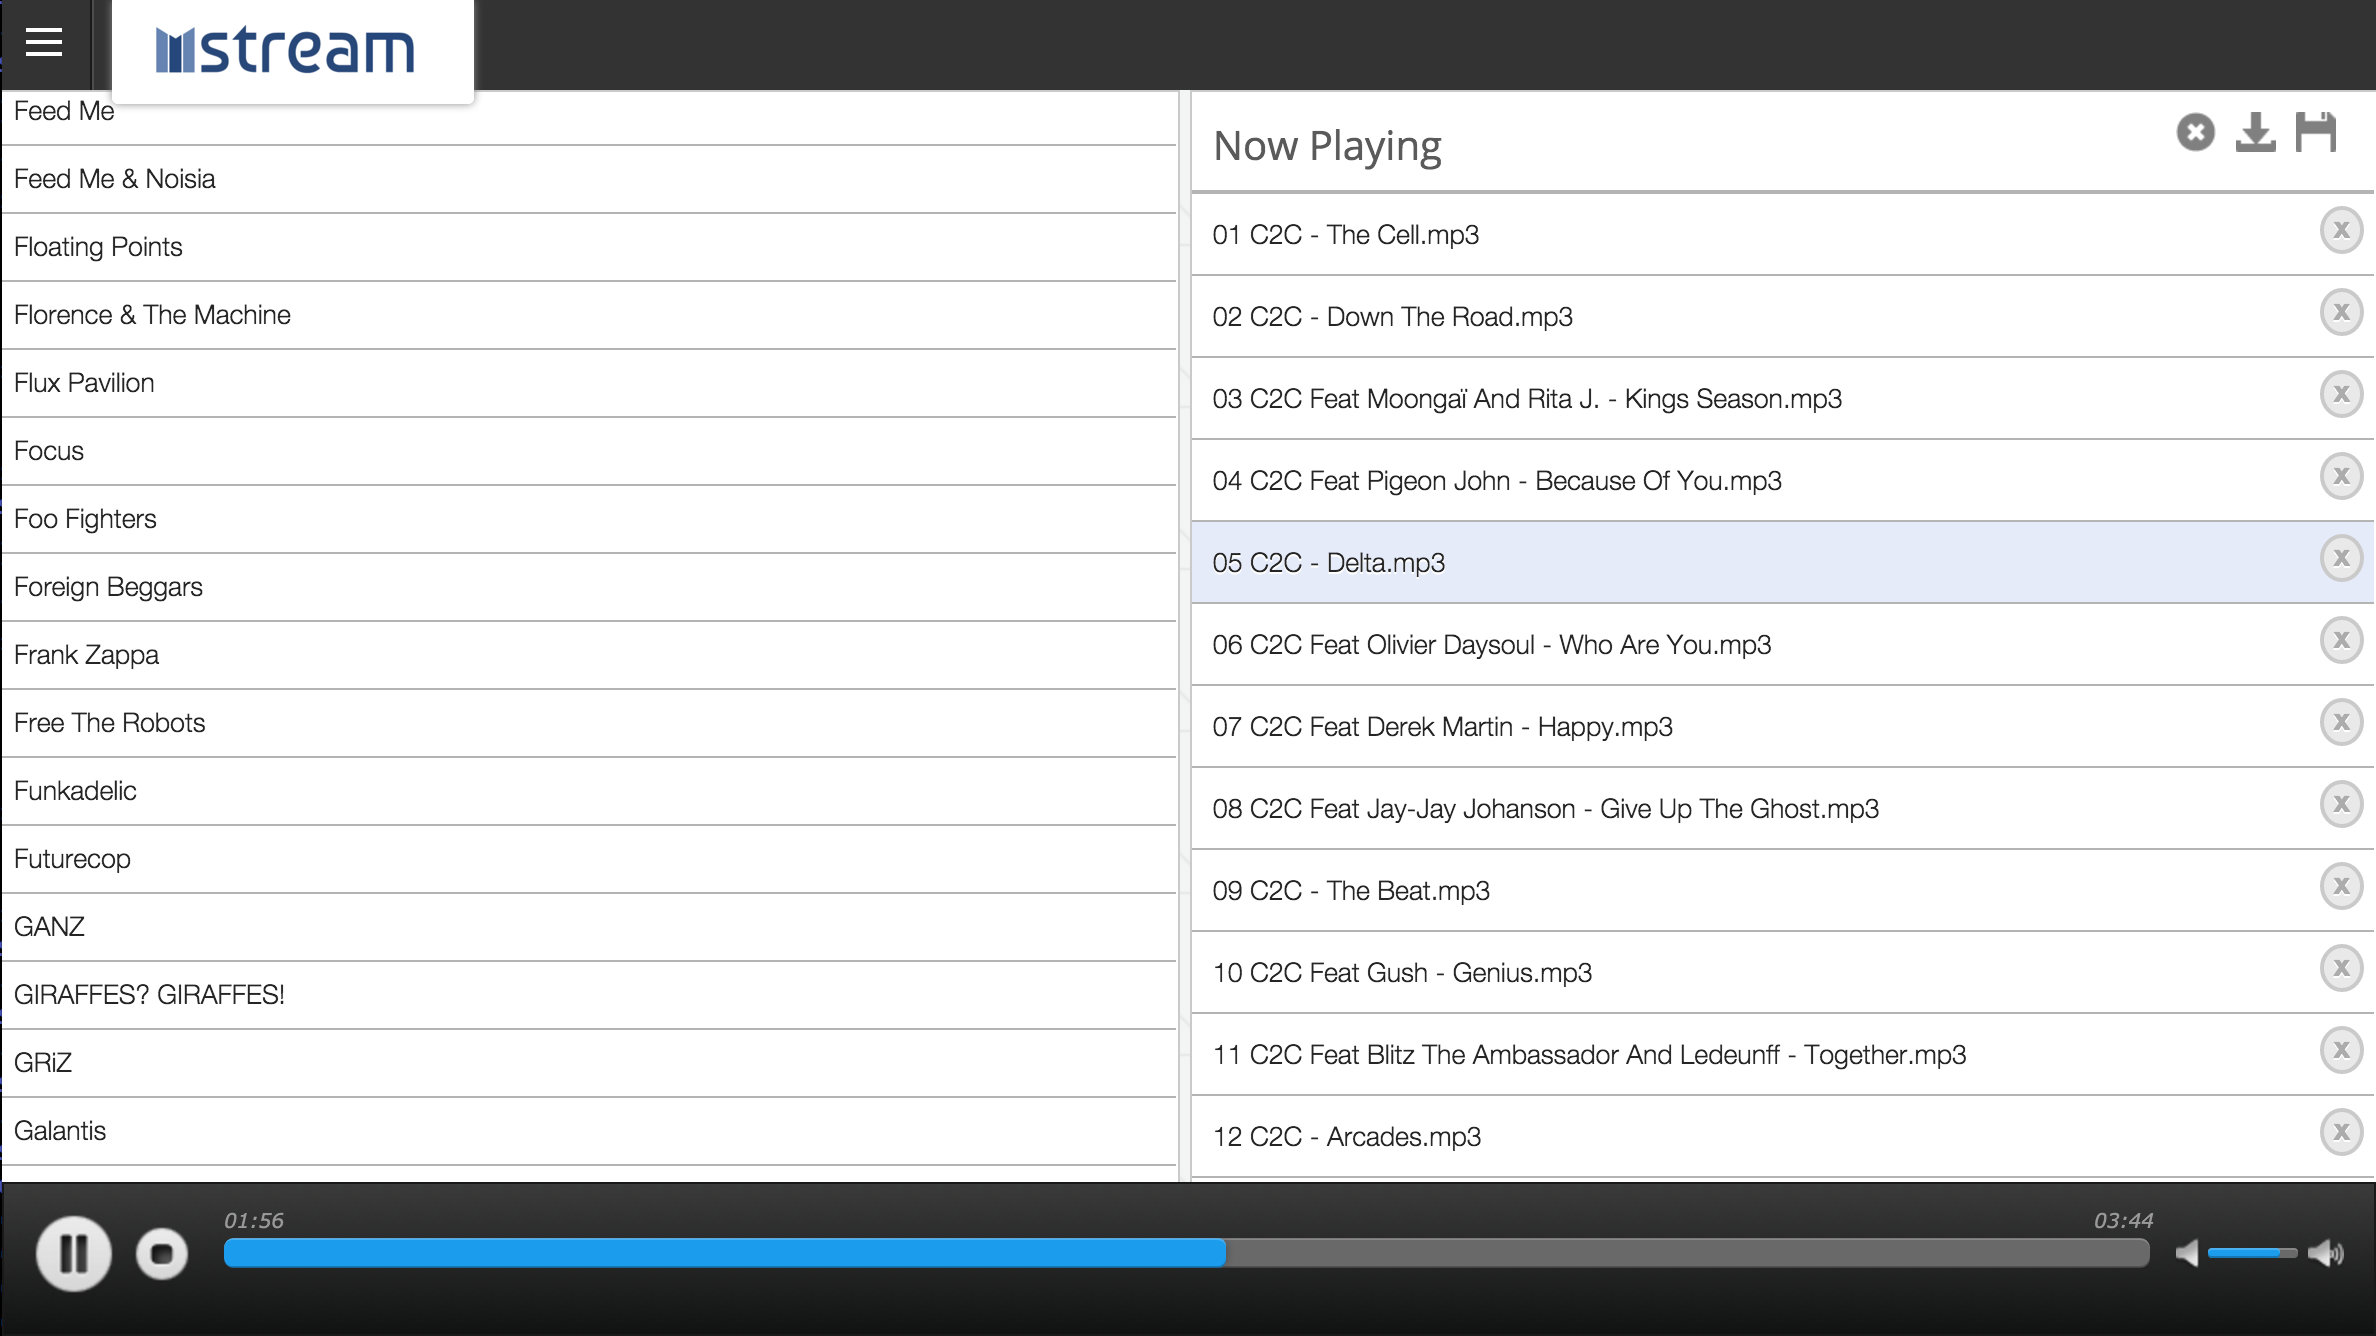 mstream
Feed Me
Feed Me & Noisia
Floating Points
Florence & The Machine
Flux Pavilion
Focus
Foo Fighters
Foreign Beggars
Frank Zappa
Free The Robots
Funkadelic
Futurecop
GANZ
GIRAFFES? GIRAFFES!
GRiZ
Galantis
Now Playing
01 C2C - The Cell.mp3
02 C2C - Down The Road.mp3
03 C2C Feat Moongaï And Rita J. - Kings Season.mp3
04 C2C Feat Pigeon John - Because Of You.mp3
05 C2C - Delta.mp3
06 C2C Feat Olivier Daysoul - Who Are You.mp3
07 C2C Feat Derek Martin - Happy.mp3
08 C2C Feat Jay-Jay Johanson - Give Up The Ghost.mp3
09 C2C - The Beat.mp3
10 C2C Feat Gush - Genius.mp3
11 C2C Feat Blitz The Ambassador And Ledeunff - Together.mp3
12 C2C - Arcades.mp3
01:56
03:44